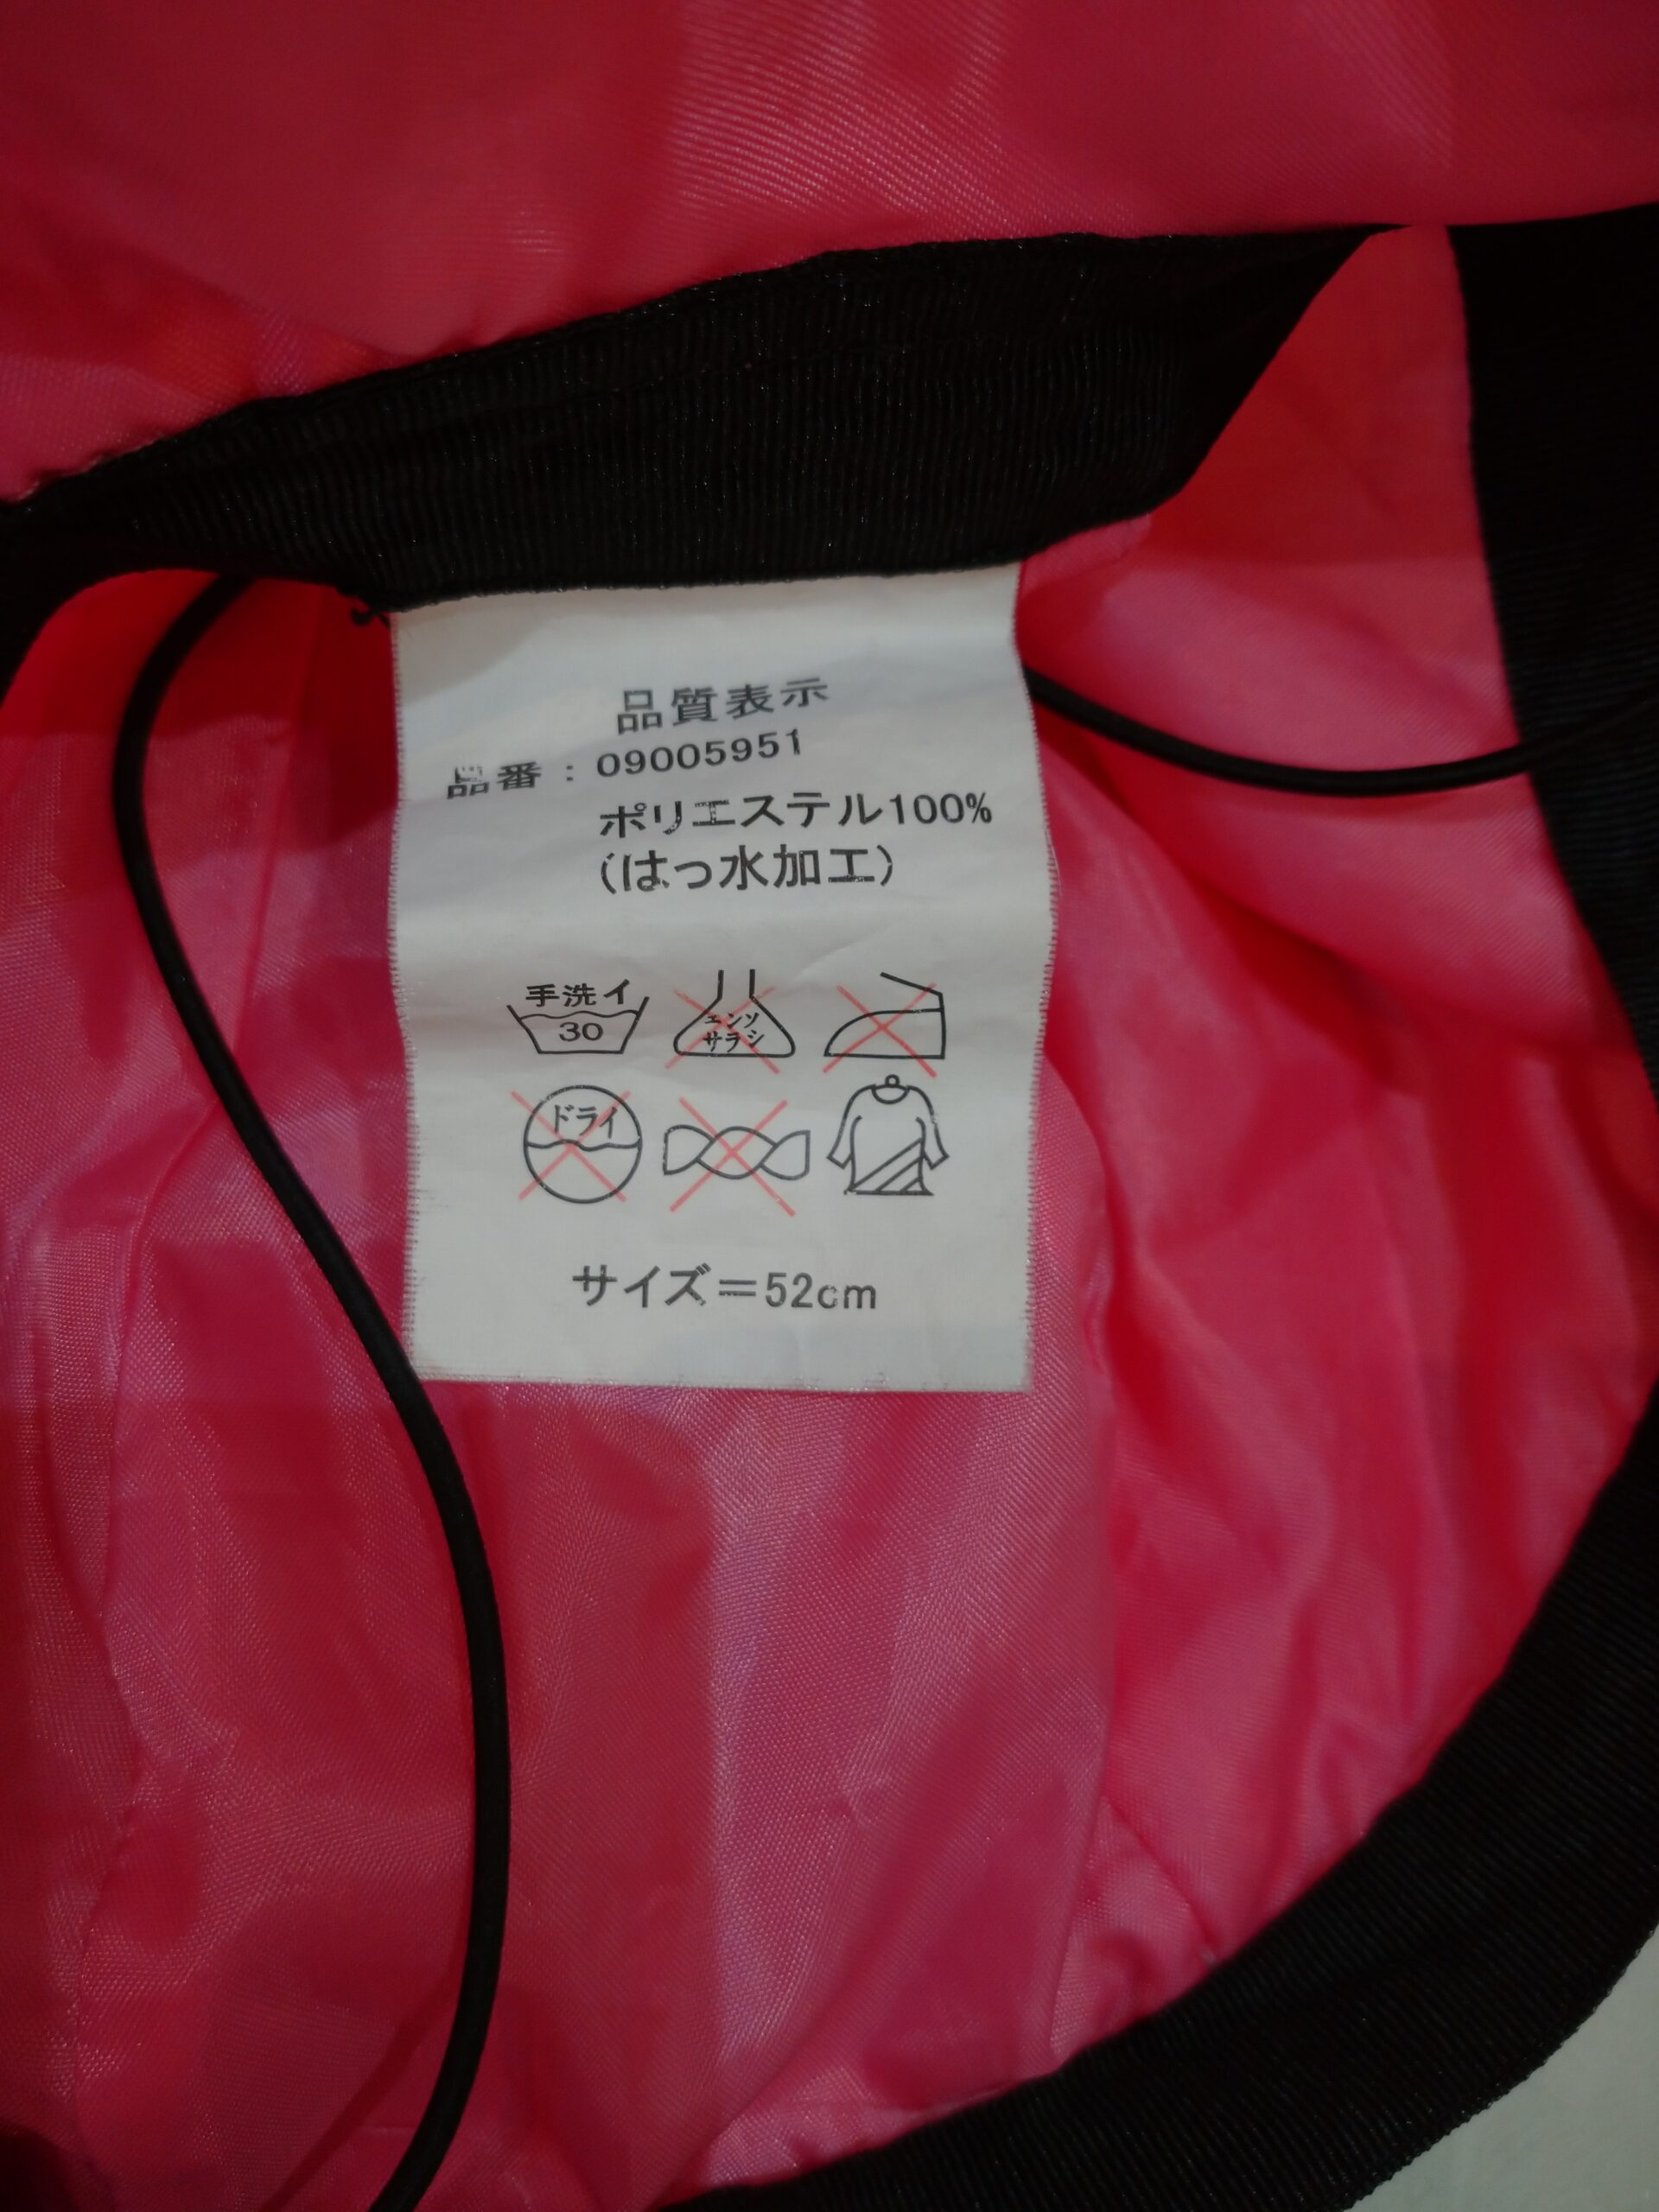 品質表示
品番：09005951
ポリエステル100%
(はっ水加工)
手洗イ
30
エンソ
サラシ
ドライ
サイズ＝52cm